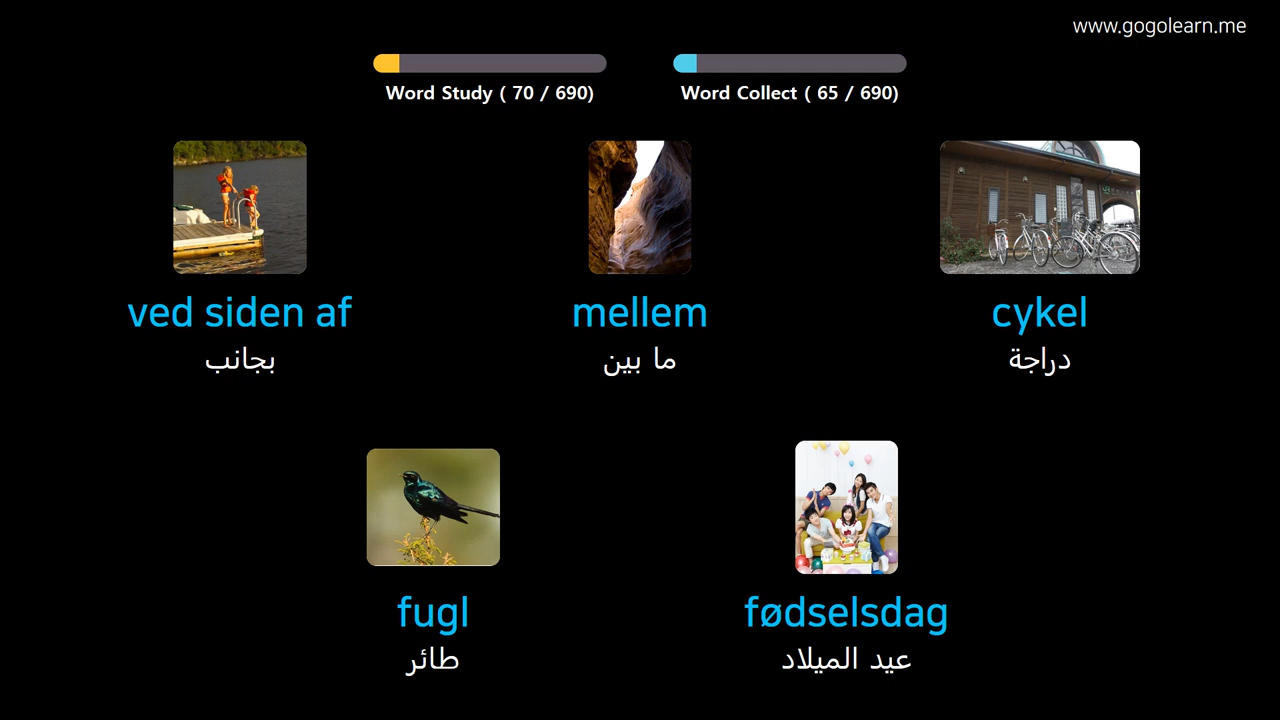 www.gogolearn.me
Word Study ( 70 / 690)
Word Collect ( 65 / 690)
ved siden af
بجانب
mellem
ما بين
cykel
دراجة
fugl
طائر
fødselsdag
عيد الميلاد